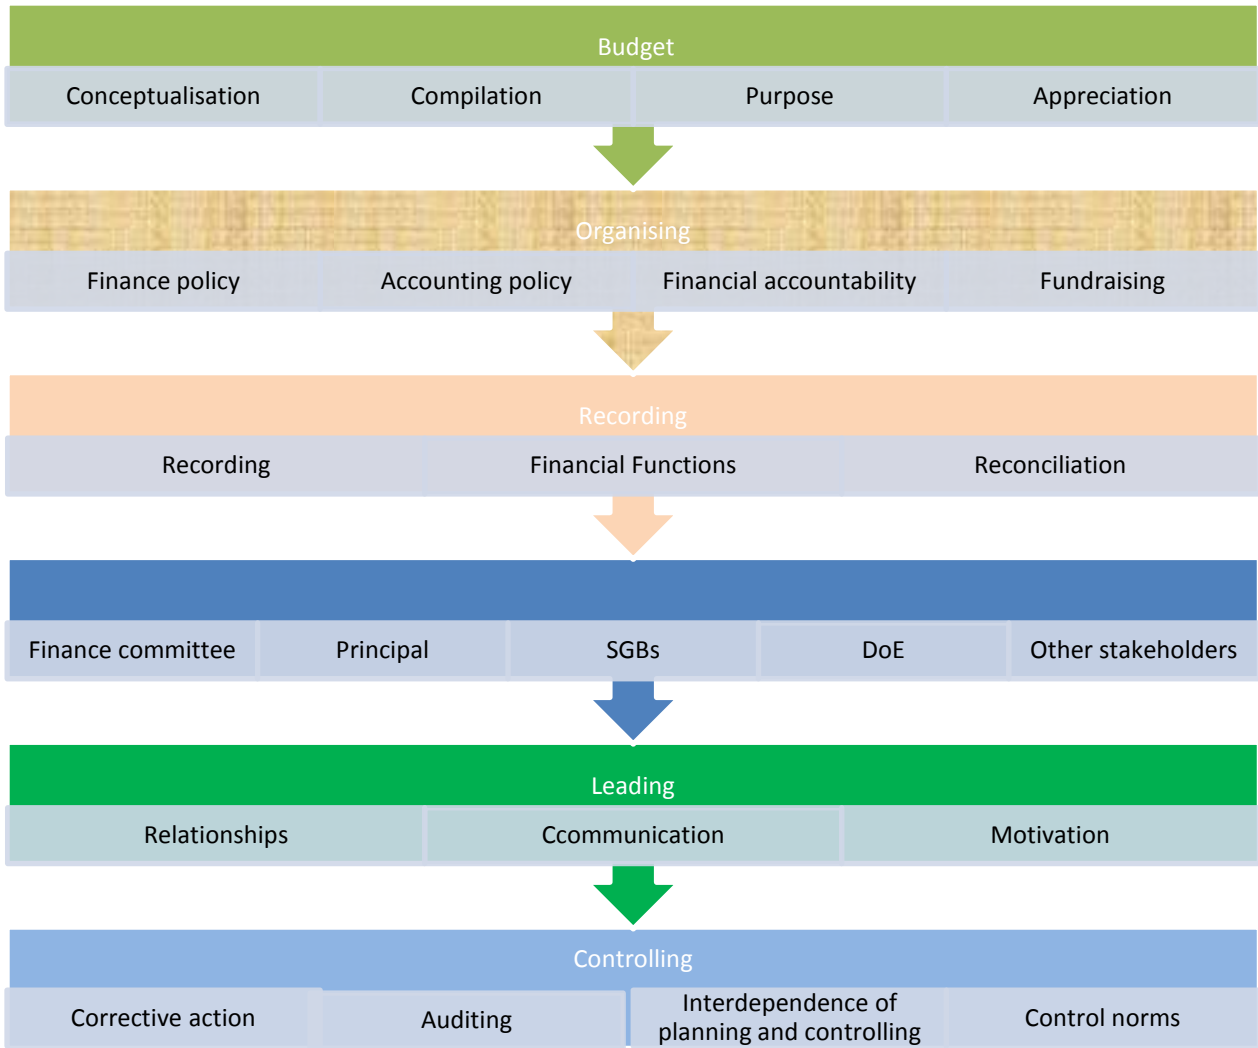 Budget
Conceptualisation Compilation Purpose Appreciation
Organising
Finance policy Accounting policy Financial accountability Fundraising
Recording
Recording Financial Functions Reconciliation
Finance committee Principal SGBs DoE Other stakeholders
Leading
Relationships Ccommunication Motivation
Controlling
Corrective action Auditing Interdependence of
planning and controlling Control norms